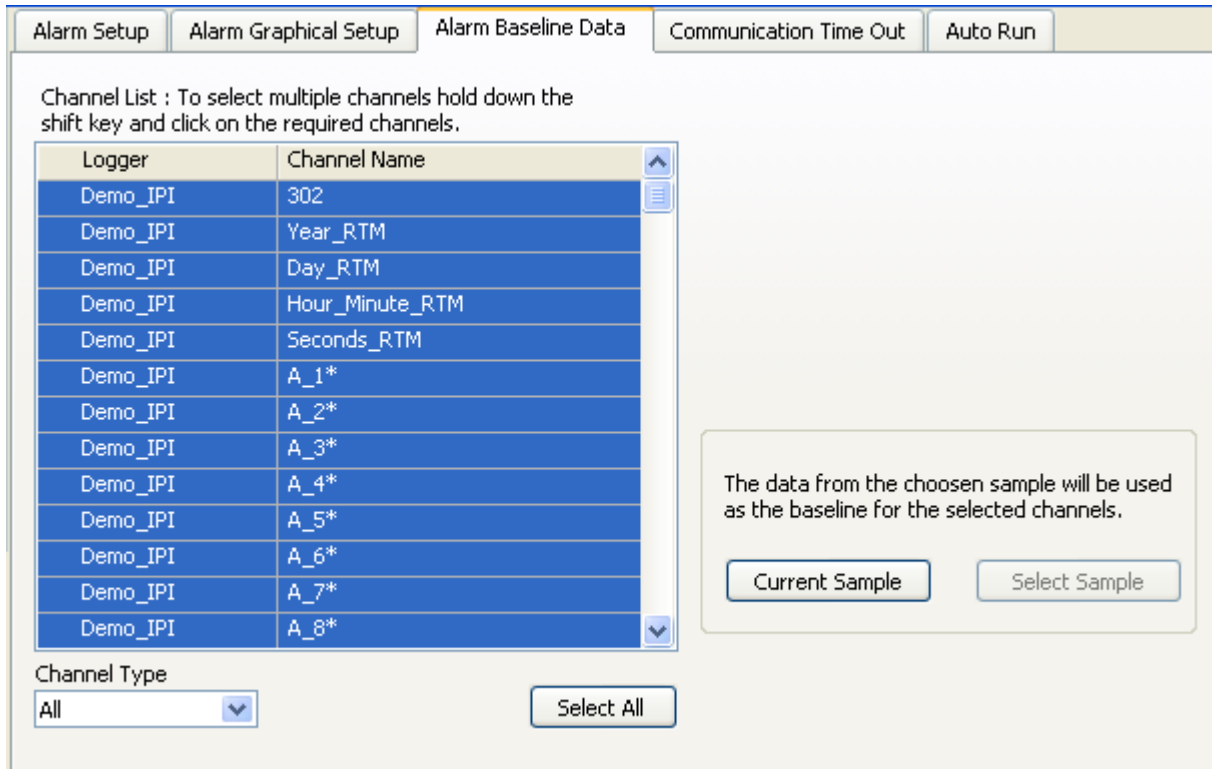 Alarm Setup Alarm Graphical Setup Alarm Baseline Data Communication Time Out Auto Run
Channel List : To select multiple channels hold down the
shift key and click on the required channels.
Logger Channel Name
Demo_IPI 302
Demo_IPI Year_RTM
Demo_IPI Day_RTM
Demo_IPI Hour_Minute_RTM
Demo_IPI Seconds_RTM
Demo_IPI A_1*
Demo_IPI A_2*
Demo_IPI A_3*
Demo_IPI A_4*
Demo_IPI A_5*
Demo_IPI A_6*
Demo_IPI A_7*
Demo_IPI A_8*
The data from the choosen sample will be used
as the baseline for the selected channels.
Current Sample Select Sample
Channel Type
All Select All